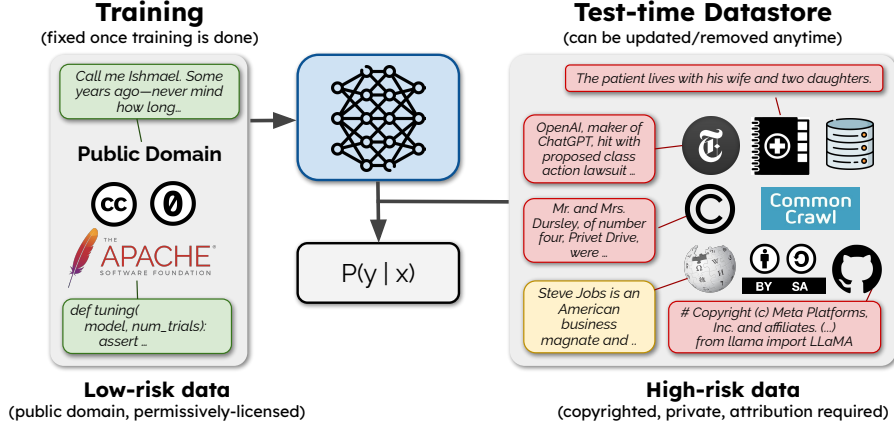 Training
(fixed once training is done)
Call me Ishmael. Some
years ago—never mind
how long…
Public Domain
cc
0
THE
APACHE®
SOFTWARE FOUNDATION
def tuning(
model, num_trials):
assert …
Low-risk data
(public domain, permissively-licensed)
P(y | x)
Test-time Datastore
(can be updated/removed anytime)
The patient lives with his wife and two daughters.
OpenAI, maker of
ChatGPT, hit with
proposed class
action lawsuit …
T
Mr. and Mrs.
Dursley, of number
four, Privet Drive,
were …
C
Common
Crawl
Steve Jobs is an
American
business
magnate and ..
BY SA
# Copyright (c) Meta Platforms,
Inc. and affiliates. (...)
from llama import LLaMA
High-risk data
(copyrighted, private, attribution required)